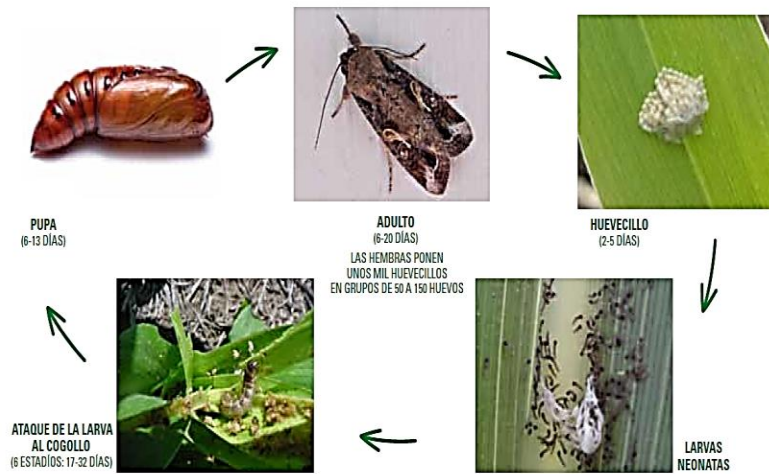 PUPA
(6-13 DÍAS)
ADULTO
(6-20 DÍAS)
LAS HEMBRAS PONEN
UNOS MIL HUEVECILLOS
EN GRUPOS DE 50 A 150 HUEVOS
HUEVECILLO
(2-5 DÍAS)
LARVAS
NEONATAS
ATAQUE DE LA LARVA
AL COGOLLO
(6 ESTADÍOS: 17-32 DÍAS)